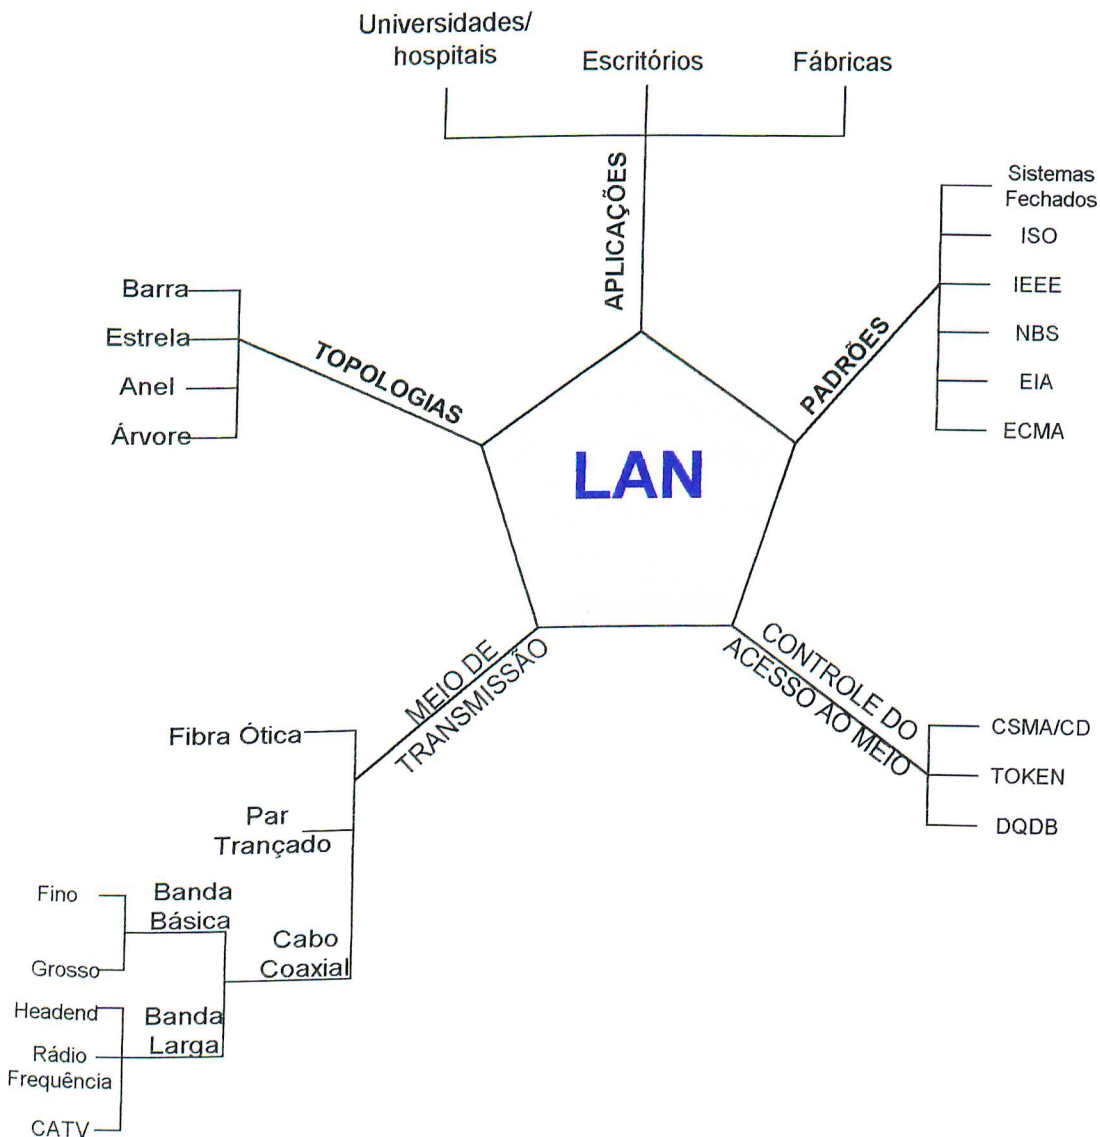 Universidades/
hospitais
Escritórios
Fábricas
APLICAÇÕES
Sistemas
Fechados
ISO
IEEE
NBS
EIA
ECMA
PADRÕES
Barra
Estrela
Anel
Árvore
TOPOLOGIAS
LAN
CONTROLE DO
ACESSO AO MEIO
CSMA/CD
TOKEN
DQDB
MEIO DE
TRANSMISSÃO
Fibra Ótica
Par
Trançado
Cabo
Coaxial
Banda
Básica
Fino
Grosso
Banda
Larga
Headend
Rádio
Frequência
CATV